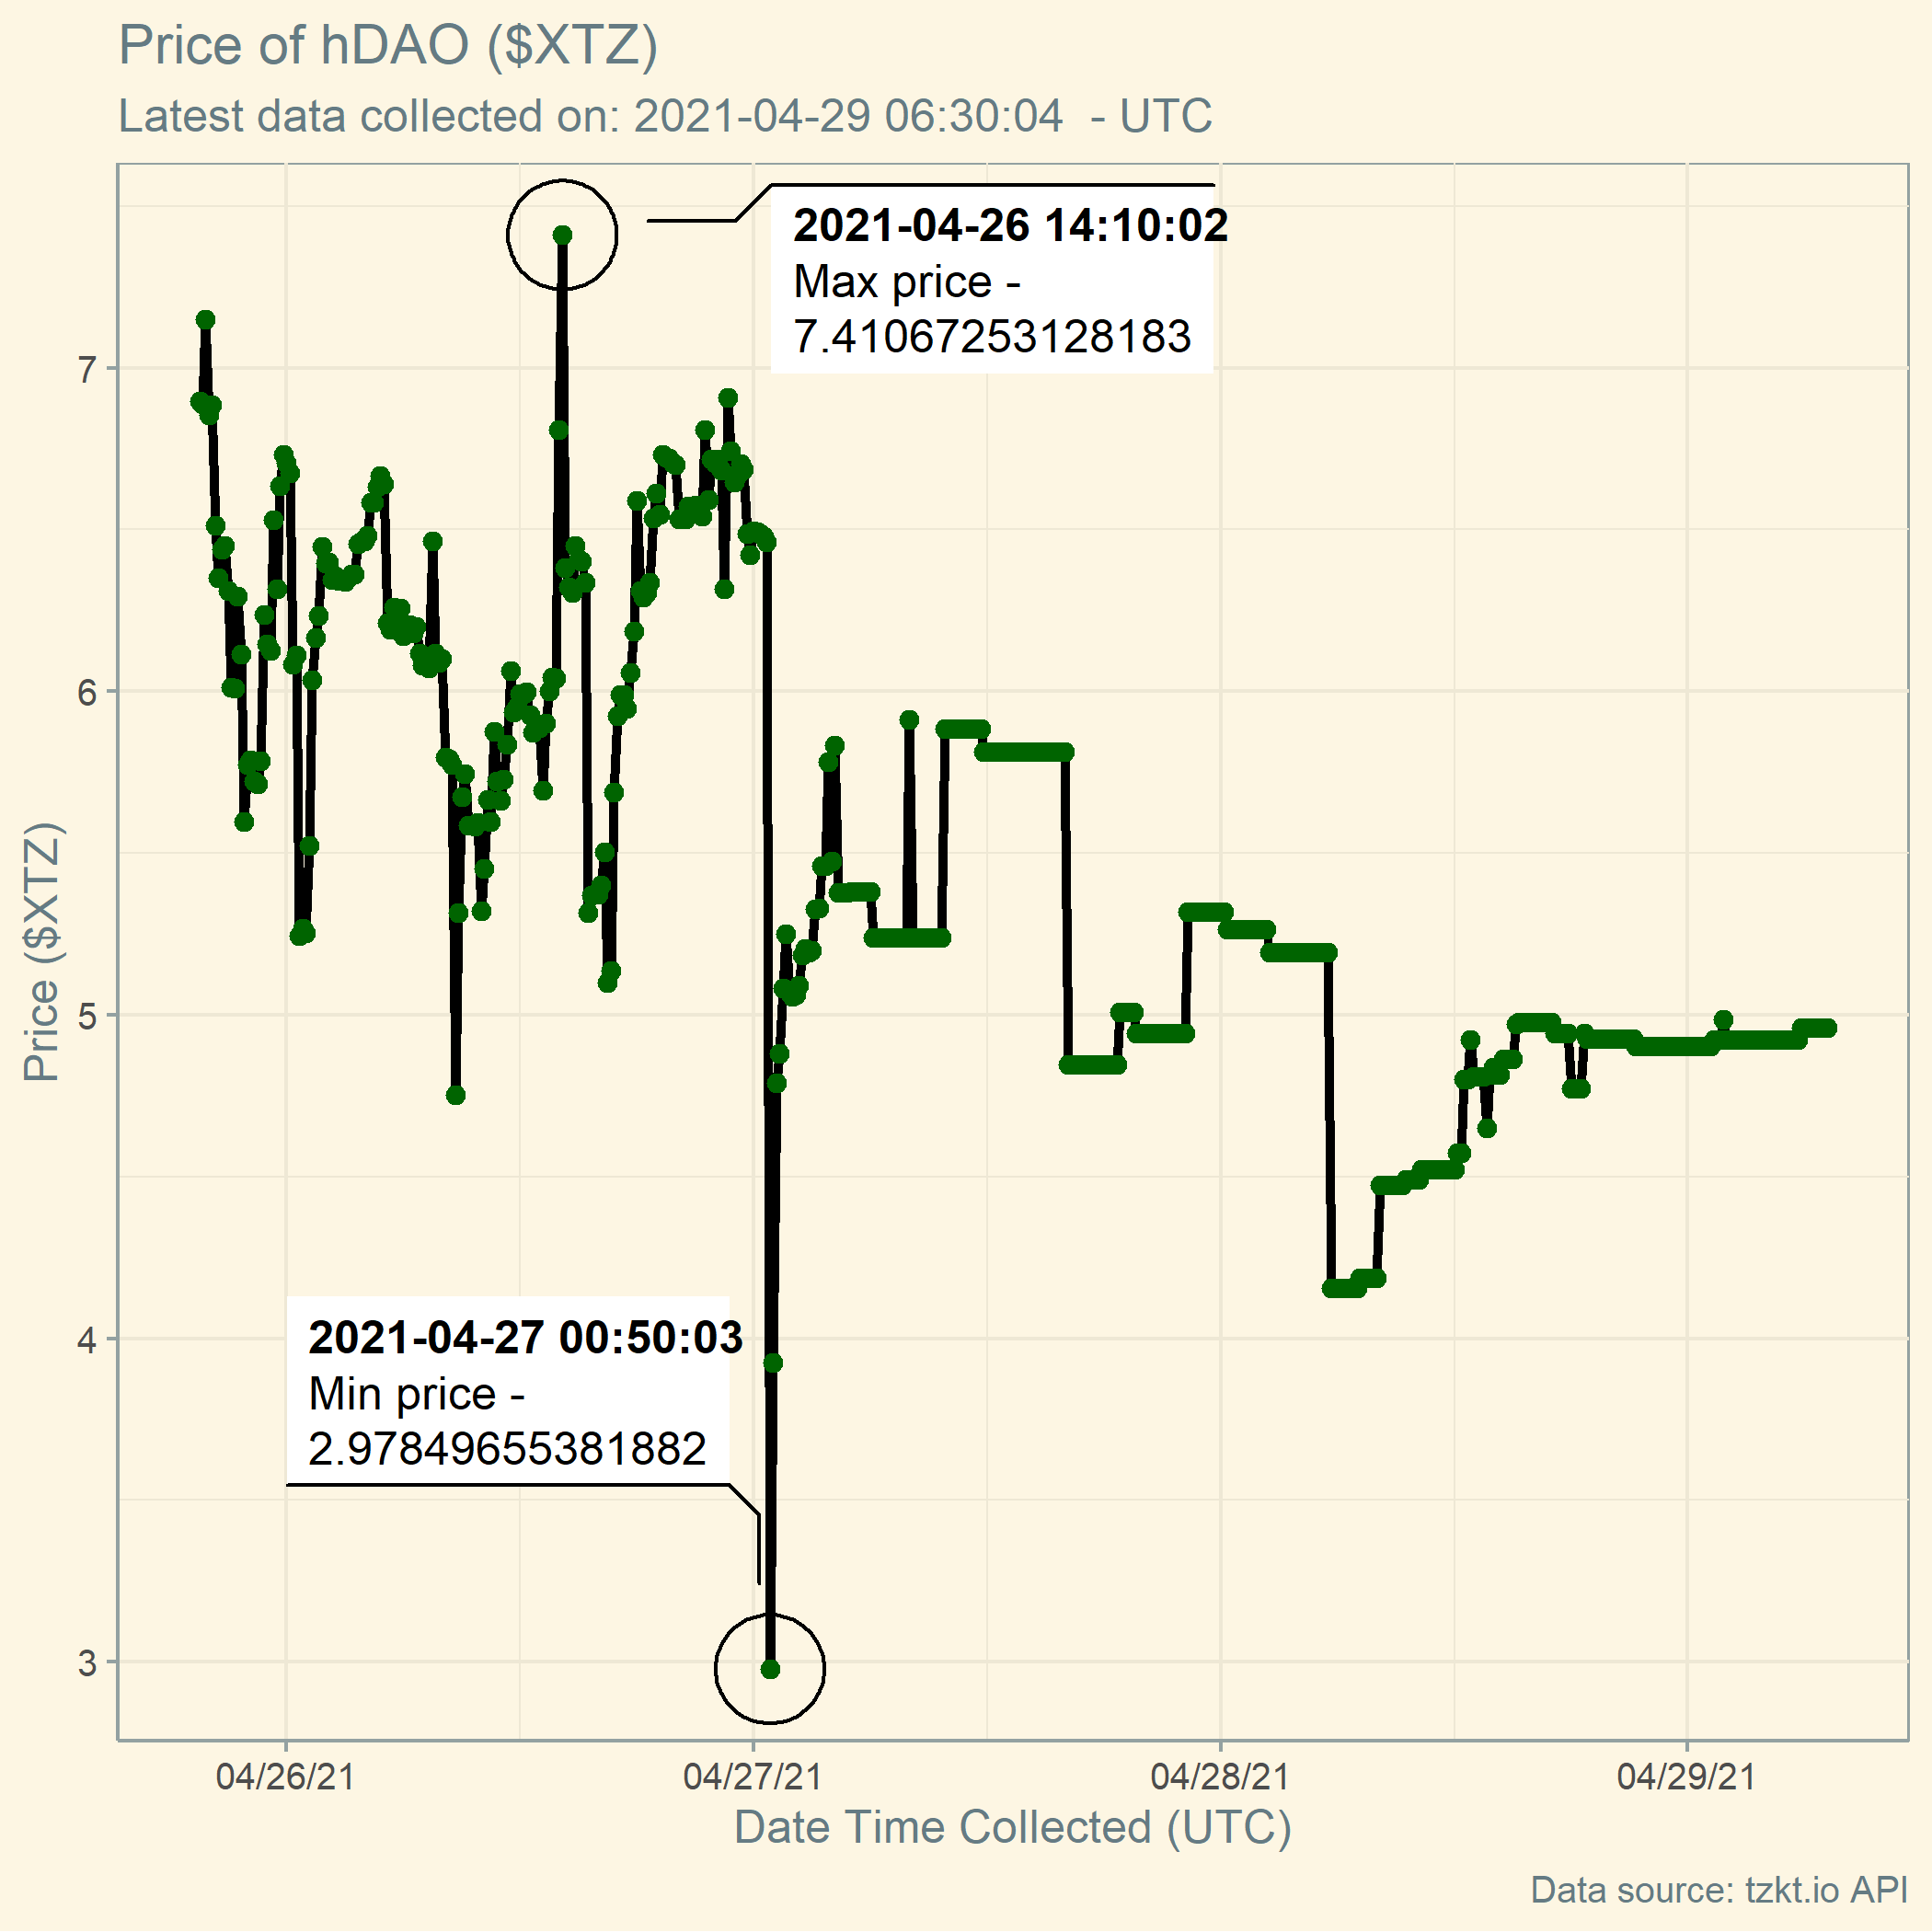 Price of hDAO ($XTZ)
Latest data collected on: 2021-04-29 06:30:04  - UTC
2021-04-26 14:10:02
Max price -
7.41067253128183
7
6
5
4
3
Price ($XTZ)
2021-04-27 00:50:03
Min price -
2.97849655381882
04/26/21
04/27/21
04/28/21
04/29/21
Date Time Collected (UTC)
Data source: tzkt.io API